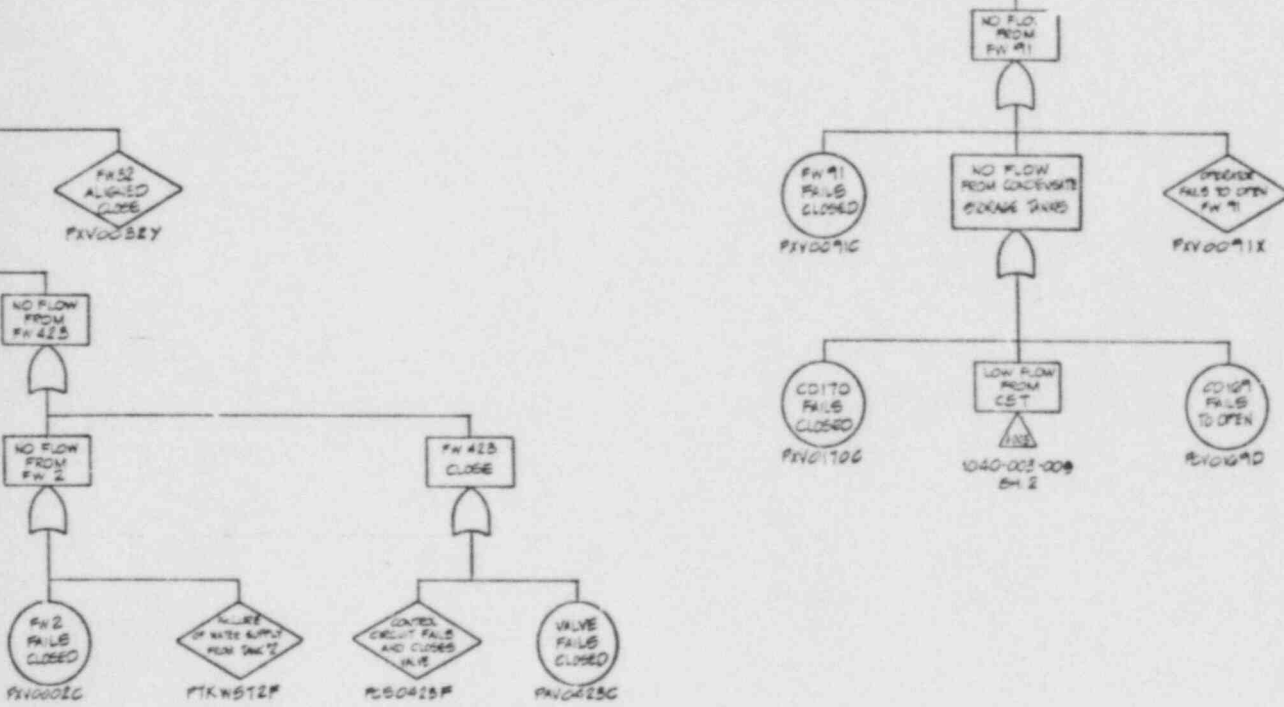 NO FLO.
FROM
FW 91
FW 32
ALIGNED
CLOSE
PXV0032Y
FW 91
FAILS
CLOSED
PXV0091C
NO FLOW
FROM CONDENSATE
STORAGE TANKS
OPERATOR
FAILS TO OPEN
FW 91
PXV0091X
NO FLOW
FROM
FW 423
CD170
FAILS
CLOSED
PXV0170C
LOW FLOW
FROM
CST
1040-003-009
SH. 2
CD169
FAILS
TO OPEN
PCV0169D
NO FLOW
FROM
FW 2
FW 423
CLOSE
FW 2
FAILS
CLOSED
PXV0002C
FAILURE
OF WATER SUPPLY
FROM TANK 2
PTKWST2F
CONTROL
CIRCUIT FAILS
AND CLOSES
VALVE
PCS0423F
VALVE
FAILS
CLOSED
PAV0423C